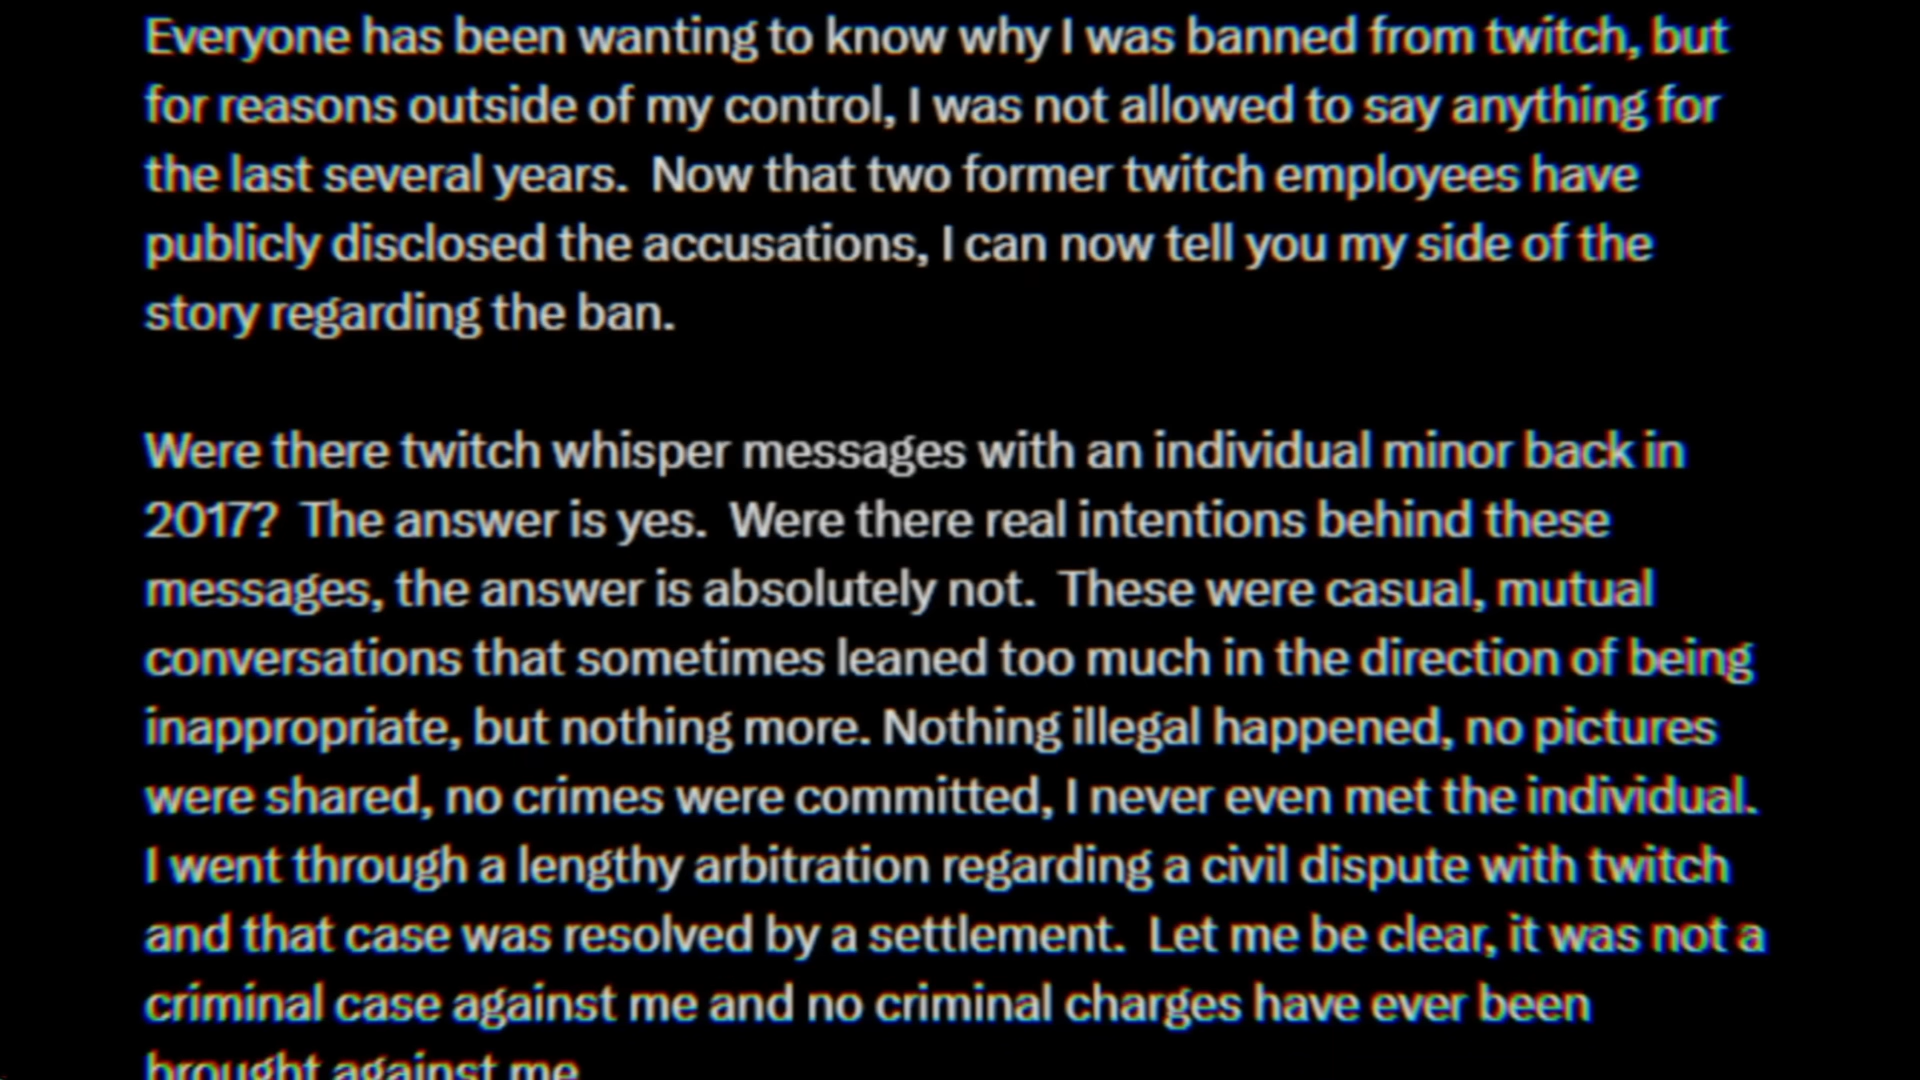 Everyone has been wanting to know why I was banned from twitch, but
for reasons outside of my control, I was not allowed to say anything for
the last several years.  Now that two former twitch employees have
publicly disclosed the accusations, I can now tell you my side of the
story regarding the ban.
Were there twitch whisper messages with an individual minor back in
2017?  The answer is yes.  Were there real intentions behind these
messages, the answer is absolutely not.  These were casual, mutual
conversations that sometimes leaned too much in the direction of being
inappropriate, but nothing more. Nothing illegal happened, no pictures
were shared, no crimes were committed, I never even met the individual.
I went through a lengthy arbitration regarding a civil dispute with twitch
and that case was resolved by a settlement.  Let me be clear, it was not a
criminal case against me and no criminal charges have ever been
brought against me